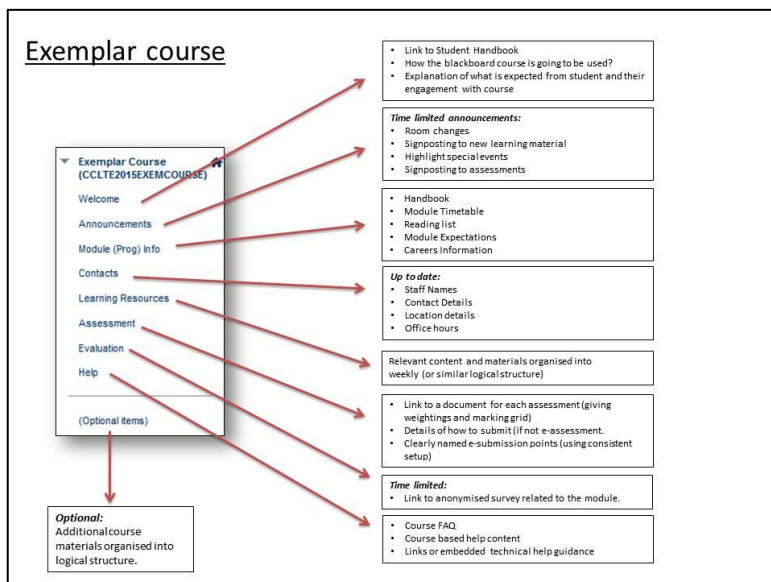 Exemplar course
Exemplar Course
(CCLTE2015EXEMCOURSE)
Welcome
Announcements
Module (Prog) Info
Contacts
Learning Resources
Assessment
Evaluation
Help
(Optional items)
Optional:
Additional course
materials organised into
logical structure.
• Link to Student Handbook
• How the blackboard course is going to be used?
• Explanation of what is expected from student and their
engagement with course
Time limited announcements:
• Room changes
• Signposting to new learning material
• Highlight special events
• Signposting to assessments
• Handbook
• Module Timetable
• Reading list
• Module Expectations
• Careers Information
Up to date:
• Staff Names
• Contact Details
• Location details
• Office hours
Relevant content and materials organised into
weekly (or similar logical structure)
• Link to a document for each assessment (giving
weightings and marking grid)
• Details of how to submit (if not e-assessment.
• Clearly named e-submission points (using consistent
setup)
Time limited:
• Link to anonymised survey related to the module.
• Course FAQ
• Course based help content
• Links or embedded technical help guidance